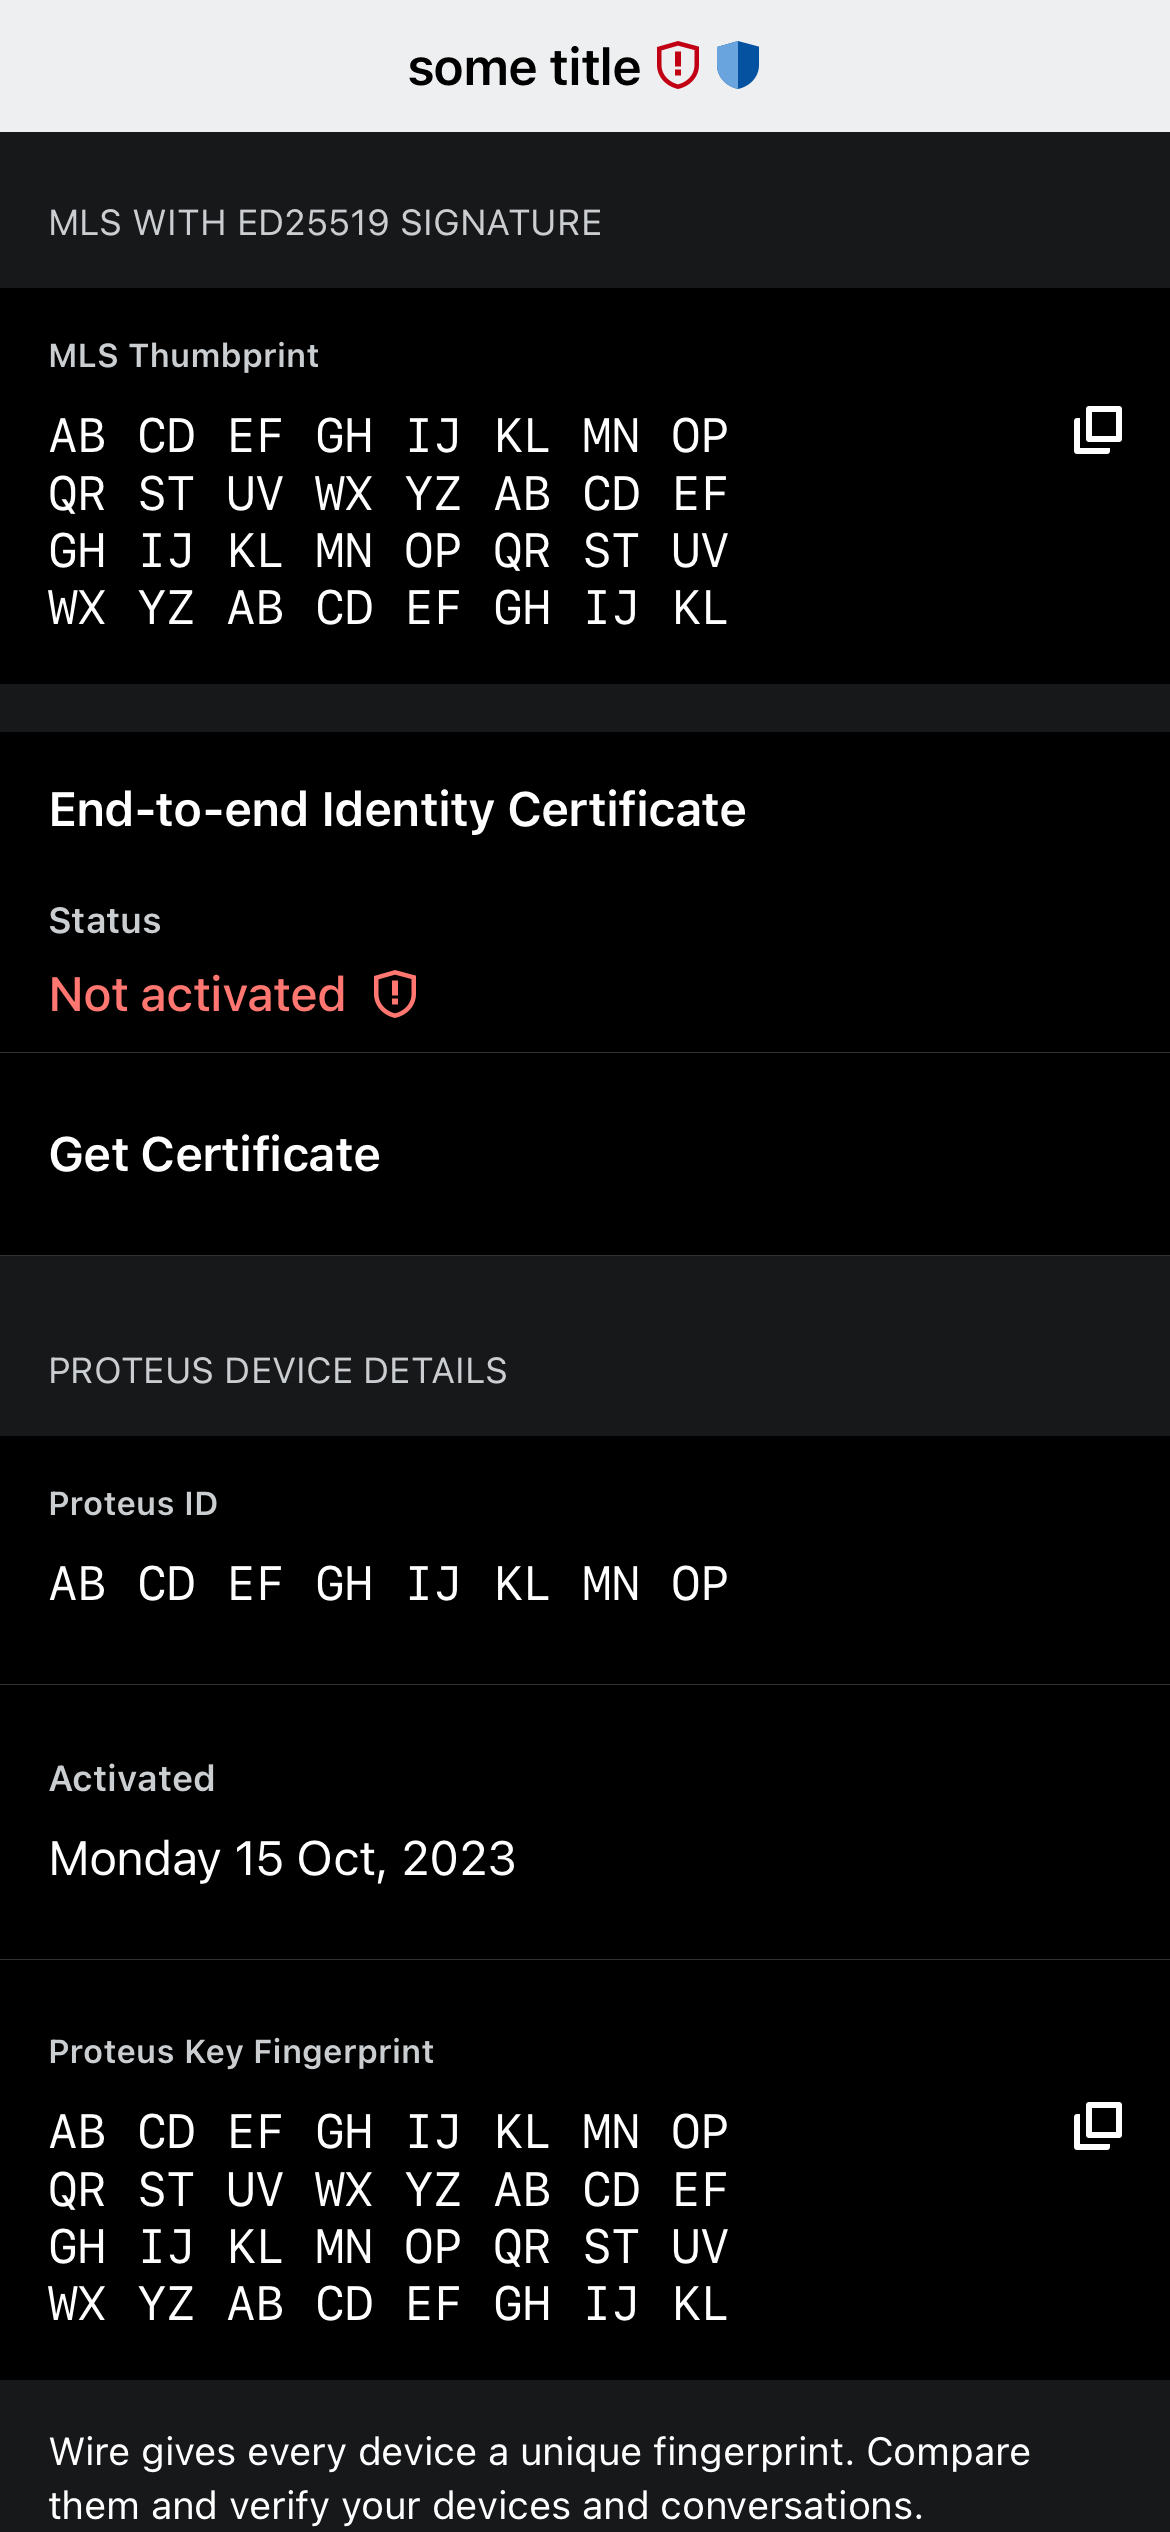 some title
MLS WITH ED25519 SIGNATURE
MLS Thumbprint
AB CD EF GH IJ KL MN OP
QR ST UV WX YZ AB CD EF
GH IJ KL MN OP QR ST UV
WX YZ AB CD EF GH IJ KL
End-to-end Identity Certificate
Status
Not activated
Get Certificate
PROTEUS DEVICE DETAILS
Proteus ID
AB CD EF GH IJ KL MN OP
Activated
Monday 15 Oct, 2023
Proteus Key Fingerprint
AB CD EF GH IJ KL MN OP
QR ST UV WX YZ AB CD EF
GH IJ KL MN OP QR ST UV
WX YZ AB CD EF GH IJ KL
Wire gives every device a unique fingerprint. Compare
them and verify your devices and conversations.